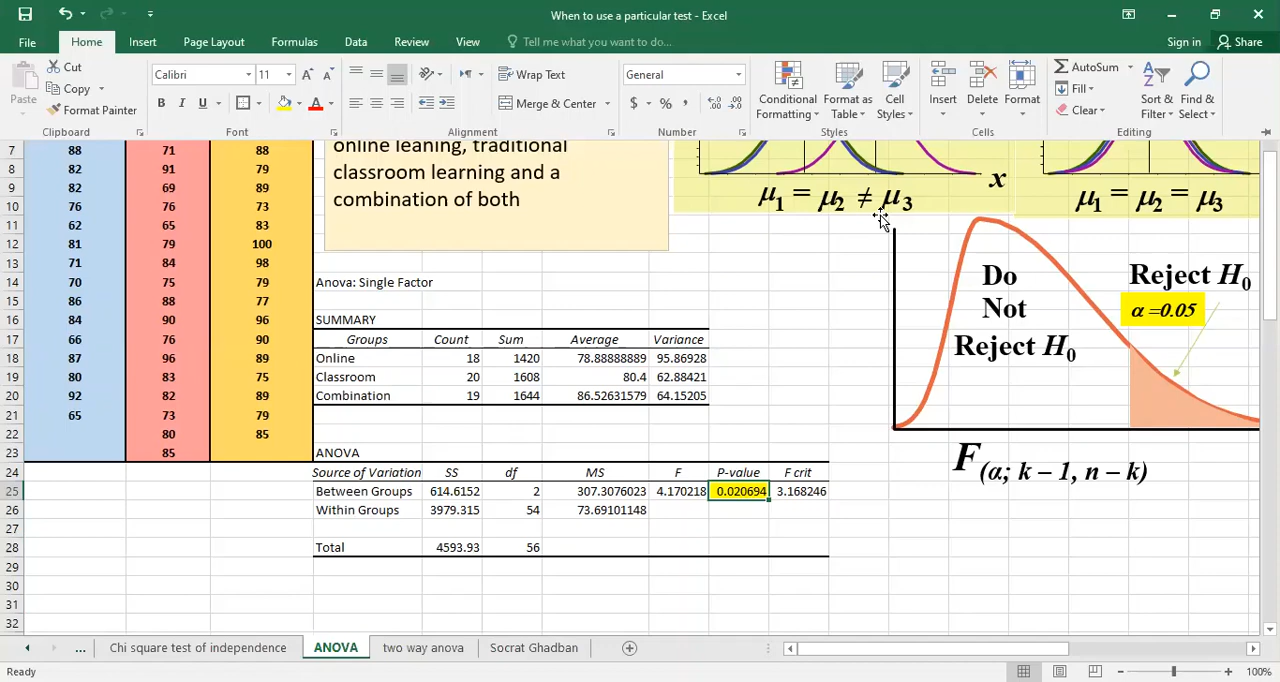 When to use a particular test - Excel
File Home Insert Page Layout Formulas Data Review View Tell me what you want to do... Sign in Share
Paste Cut Copy Format Painter Clipboard
Calibri 11 A A B I U A Font
Wrap Text Merge & Center Alignment
General $ % , Number
Conditional Formatting Format as Table Cell Styles Styles
Insert Delete Format Cells
AutoSum Fill Clear Sort & Filter Find & Select Editing
online leaning, traditional
classroom learning and a
combination of both
x
μ1 = μ2 ≠ μ3
μ1 = μ2 = μ3
7 88 71 88
8 82 91 79
9 82 69 89
10 76 76 73
11 62 65 83
12 81 79 100
13 71 84 98
14 70 75 79 Anova: Single Factor
15 86 88 77
16 84 90 96 SUMMARY
17 66 76 90 Groups Count Sum Average Variance
18 87 96 89 Online 18 1420 78.88888889 95.86928
19 80 83 75 Classroom 20 1608 80.4 62.88421
20 92 82 89 Combination 19 1644 86.52631579 64.15205
21 65 73 79
22 80 85
23 85 ANOVA
24 Source of Variation SS df MS F P-value F crit
25 Between Groups 614.6152 2 307.3076023 4.170218 0.020694 3.168246
26 Within Groups 3979.315 54 73.69101148
27
28 Total 4593.93 56
29
30
31
32
Do
Not
Reject H0
Reject H0
α =0.05
F(α; k – 1, n – k)
... Chi square test of independence ANOVA two way anova Socrat Ghadban
Ready 100%